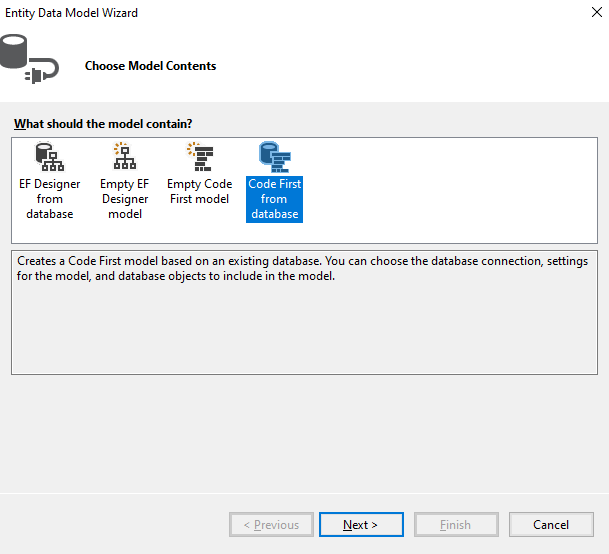 Entity Data Model Wizard
Choose Model Contents
What should the model contain?
EF Designer
from
database
Empty EF
Designer
model
Empty Code
First model
Code First
from
database
Creates a Code First model based on an existing database. You can choose the database connection, settings
for the model, and database objects to include in the model.
< Previous
Next >
Finish
Cancel